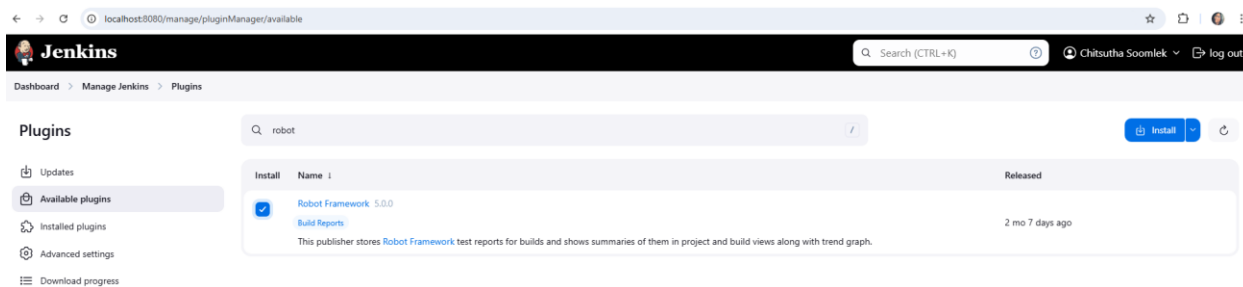 localhost:8080/manage/pluginManager/available
Jenkins
Search (CTRL+K)
Chitsutha Soomlek
log out
Dashboard > Manage Jenkins > Plugins
Plugins
robot
/
Install
Updates
Available plugins
Installed plugins
Advanced settings
Download progress
Install Name ↓ Released
Robot Framework 5.0.0
Build Reports
This publisher stores Robot Framework test reports for builds and shows summaries of them in project and build views along with trend graph.
2 mo 7 days ago